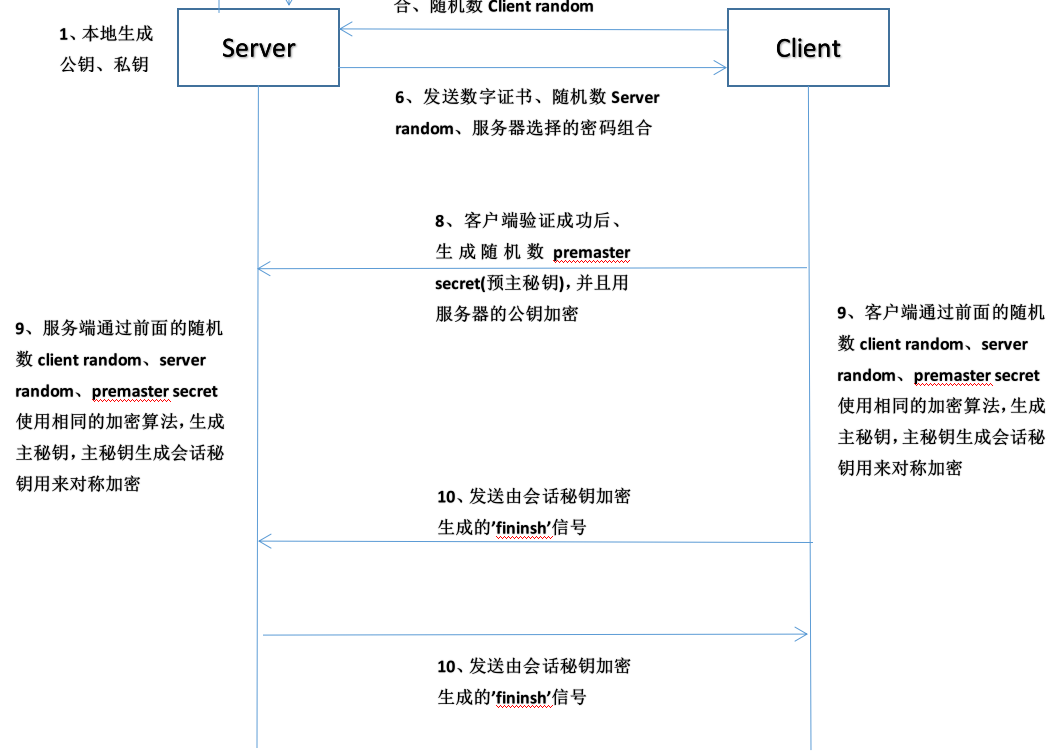 合、随机数 Client random
1、本地生成
公钥、私钥
Server
Client
6、发送数字证书、随机数 Server
random、服务器选择的密码组合
8、客户端验证成功后、
生成随机数 premaster
secret(预主秘钥),并且用
服务器的公钥加密
9、服务端通过前面的随机
数 client random、server
random、premaster secret
使用相同的加密算法,生成
主秘钥,主秘钥生成会话秘
钥用来对称加密
9、客户端通过前面的随机
数 client random、server
random、premaster secret
使用相同的加密算法,生成
主秘钥,主秘钥生成会话秘
钥用来对称加密
10、发送由会话秘钥加密
生成的’fininsh’信号
10、发送由会话秘钥加密
生成的’fininsh’信号